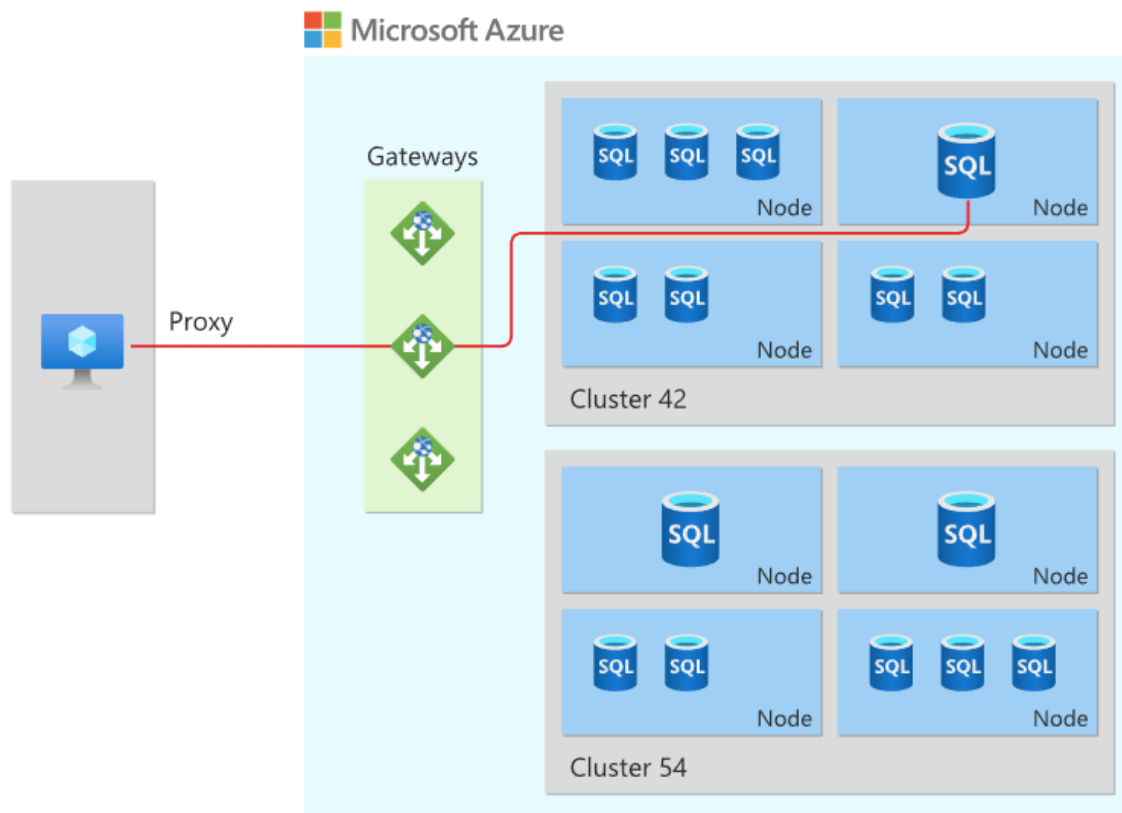 Microsoft Azure
Gateways
Proxy
SQL SQL SQL
Node
SQL
Node
SQL SQL
Node
SQL SQL
Node
Cluster 42
SQL
Node
SQL
Node
SQL SQL
Node
SQL SQL SQL
Node
Cluster 54